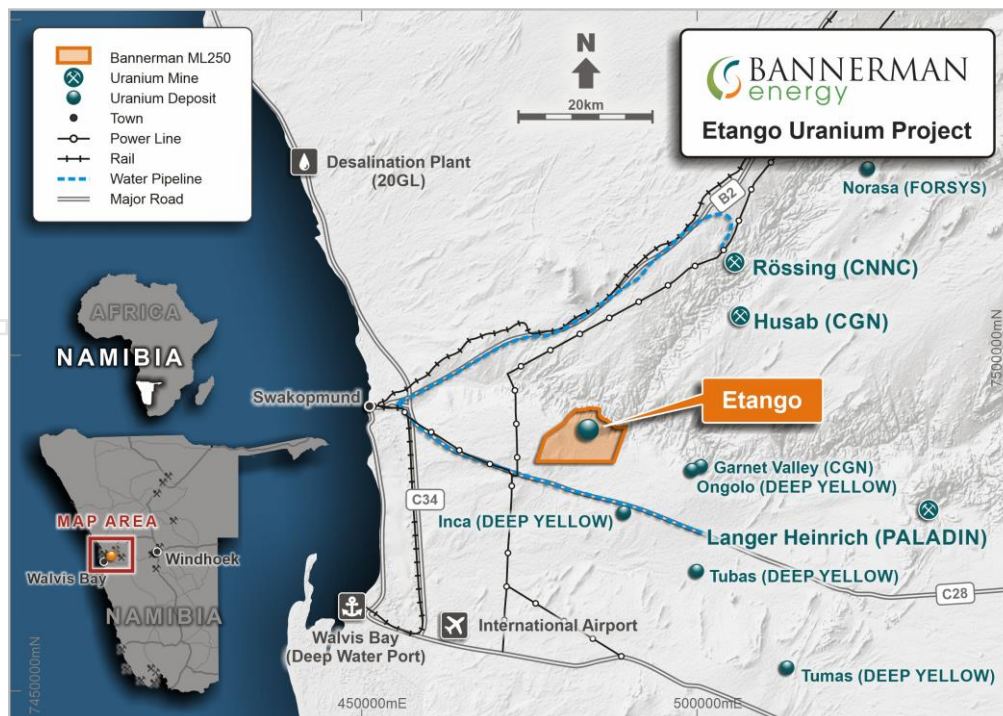 Bannerman ML250
Uranium Mine
Uranium Deposit
Town
Power Line
Rail
Water Pipeline
Major Road
N
20km
BANNERMAN
energy
Etango Uranium Project
Desalination Plant
(20GL)
B2
Norasa (FORSYS)
Rössing (CNNC)
Husab (CGN)
7500000mN
AFRICA
NAMIBIA
Swakopmund
Etango
C34
Garnet Valley (CGN)
Ongolo (DEEP YELLOW)
Inca (DEEP YELLOW)
Langer Heinrich (PALADIN)
MAP AREA
Windhoek
Walvis Bay
NAMIBIA
Tubas (DEEP YELLOW)
C28
Walvis Bay
(Deep Water Port)
International Airport
Tumas (DEEP YELLOW)
7450000mN
450000mE
500000mE